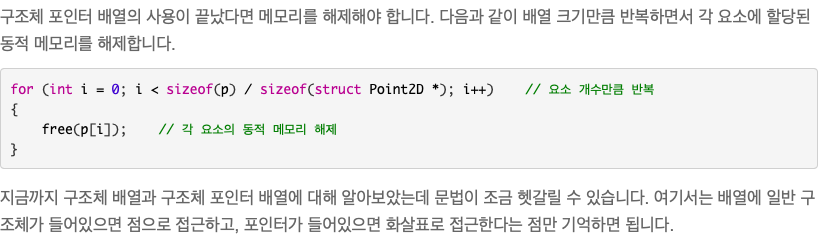 구조체 포인터 배열의 사용이 끝났다면 메모리를 해제해야 합니다. 다음과 같이 배열 크기만큼 반복하면서 각 요소에 할당된
동적 메모리를 해제합니다.
for (int i = 0; i < sizeof(p) / sizeof(struct Point2D *); i++)    // 요소 개수만큼 반복
{
    free(p[i]);    // 각 요소의 동적 메모리 해제
}
지금까지 구조체 배열과 구조체 포인터 배열에 대해 알아보았는데 문법이 조금 헷갈릴 수 있습니다. 여기서는 배열에 일반 구
조체가 들어있으면 점으로 접근하고, 포인터가 들어있으면 화살표로 접근한다는 점만 기억하면 됩니다.